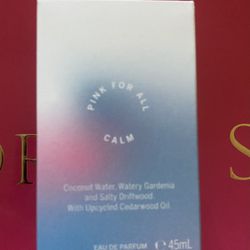 PINK FOR ALL
CALM
Coconut Water, Watery Gardenia
and Salty Driftwood
With Upcycled Cedarwood Oil
EAU DE PARFUM ℮ 45mL
S